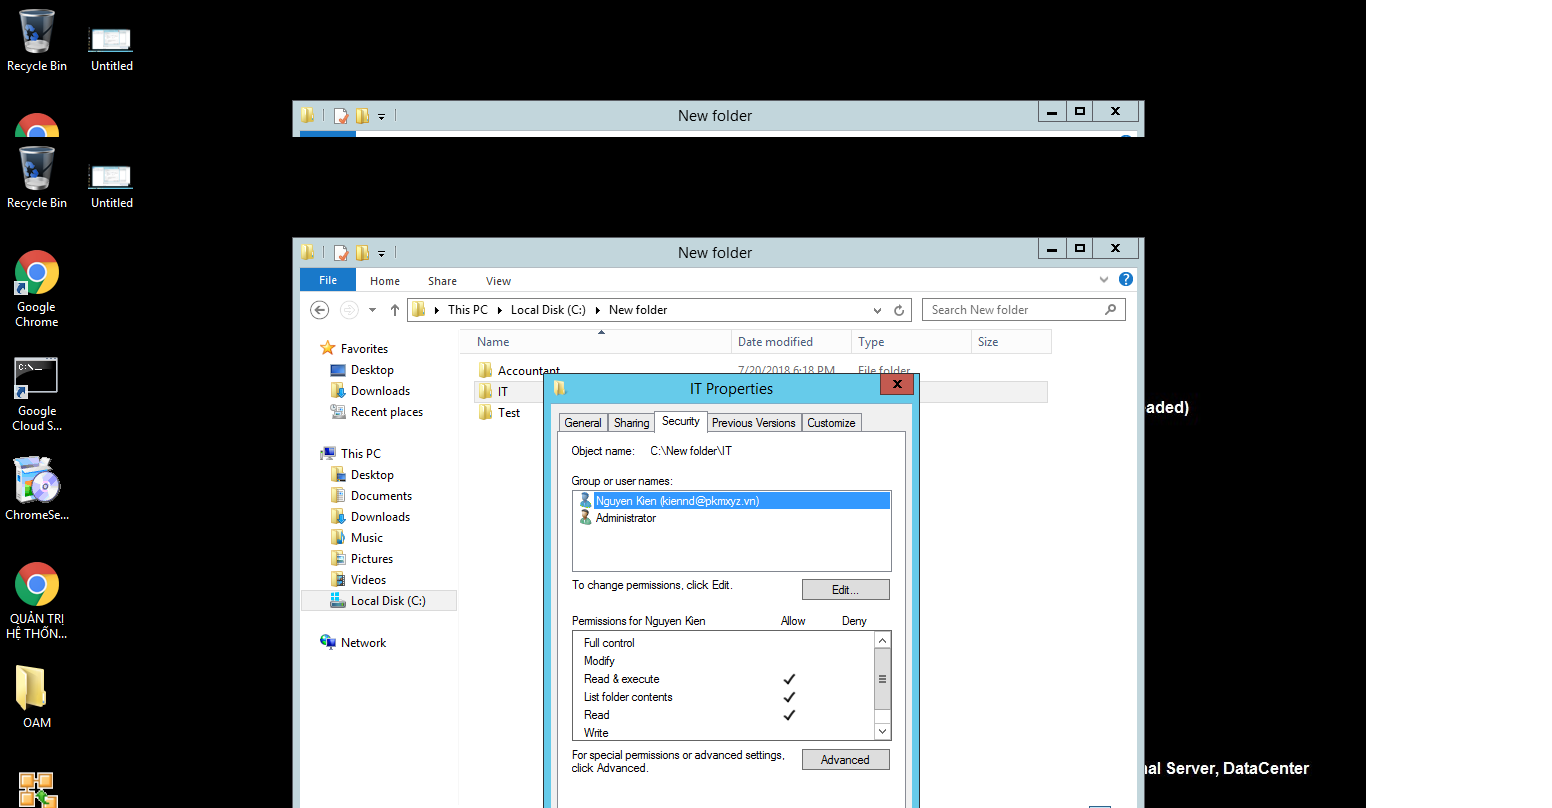 Recycle Bin
Untitled
New folder
Recycle Bin
Untitled
Google
Chrome
Google
Cloud S...
ChromeSe...
QUẢN TRỊ
HỆ THỐN...
OAM
New folder
File
Home
Share
View
This PC
Local Disk (C:)
New folder
Search New folder
Favorites
Desktop
Downloads
Recent places
This PC
Desktop
Documents
Downloads
Music
Pictures
Videos
Local Disk (C:)
Network
Name
Date modified
Type
Size
Accountant
7/20/2018 6:18 PM
File folder
IT
Test
IT Properties
General
Sharing
Security
Previous Versions
Customize
Object name: C:\New folder\IT
Group or user names:
Nguyen Kien (kiennd@pkmxyz.vn)
Administrator
To change permissions, click Edit.
Edit...
Permissions for Nguyen Kien
Allow
Deny
Full control
Modify
Read & execute
List folder contents
Read
Write
For special permissions or advanced settings,
click Advanced.
Advanced
aded)
al Server, DataCenter